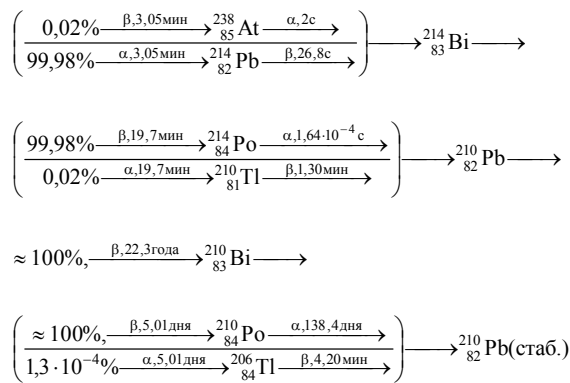 0,02% —β,3,05мин→ ²³⁸₈₅At —α,2с→
99,98% —α,3,05мин→ ²¹⁴₈₂Pb —β,26,8с→ ⟶ ²¹⁴₈₃Bi ⟶
99,98% —β,19,7мин→ ²¹⁴₈₄Po —α,1,64·10⁻⁴ с→
0,02% —α,19,7мин→ ²¹⁰₈₁Tl —β,1,30мин→ ⟶ ²¹⁰₈₂Pb ⟶
≈100%, —β,22,3года→ ²¹⁰₈₃Bi ⟶
≈100%, —β,5,01дня→ ²¹⁰₈₄Po —α,138,4дня→
1,3·10⁻⁴% —α,5,01дня→ ²⁰⁶₈₄Tl —β,4,20мин→ ⟶ ²¹⁰₈₂Pb(стаб.)